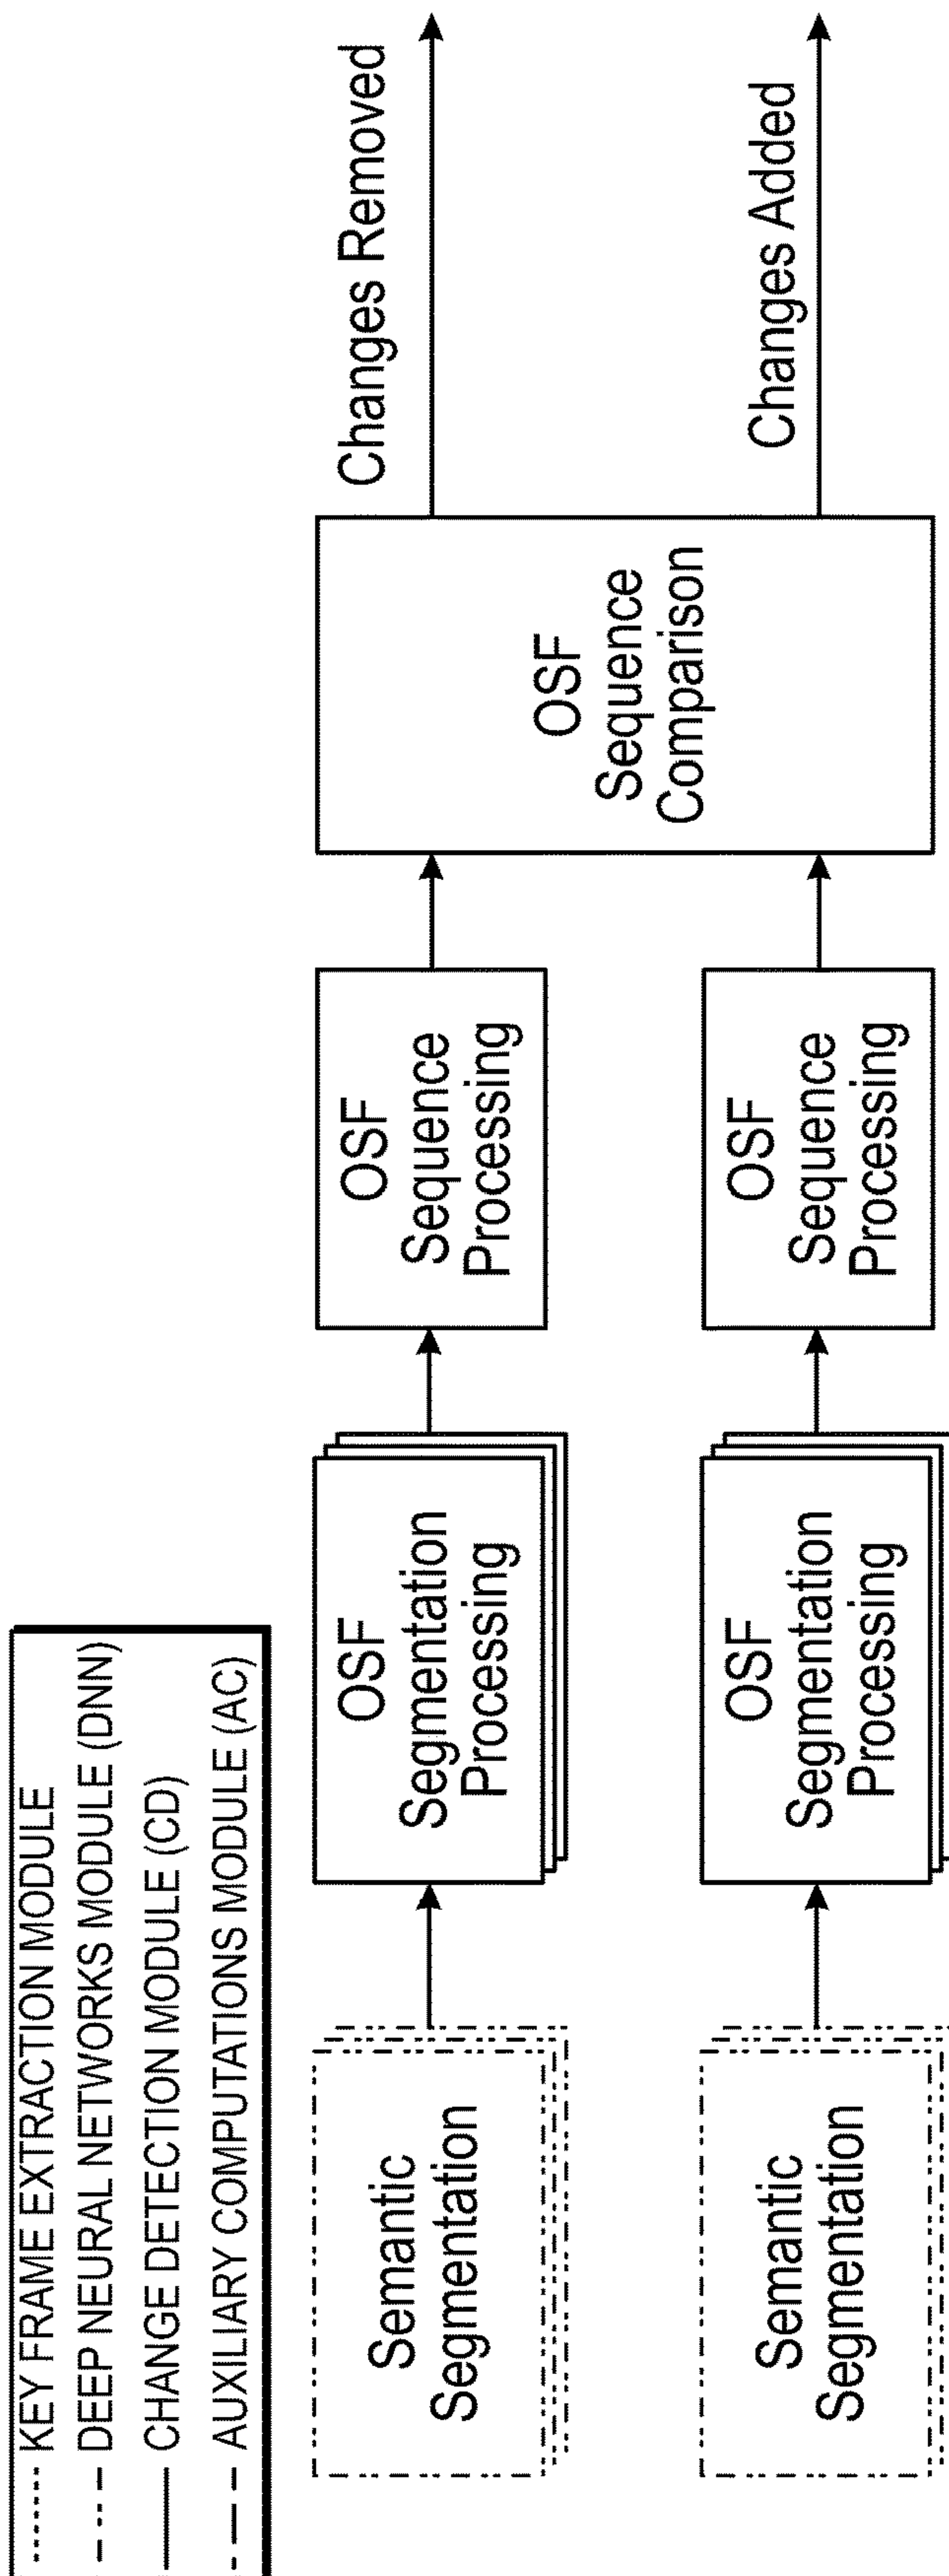 KEY FRAME EXTRACTION MODULE
DEEP NEURAL NETWORKS MODULE (DNN)
CHANGE DETECTION MODULE (CD)
AUXILIARY COMPUTATIONS MODULE (AC)
Semantic
Segmentation
OSF
Segmentation
Processing
OSF
Sequence
Processing
Semantic
Segmentation
OSF
Segmentation
Processing
OSF
Sequence
Processing
OSF
Sequence
Comparison
Changes Removed
Changes Added